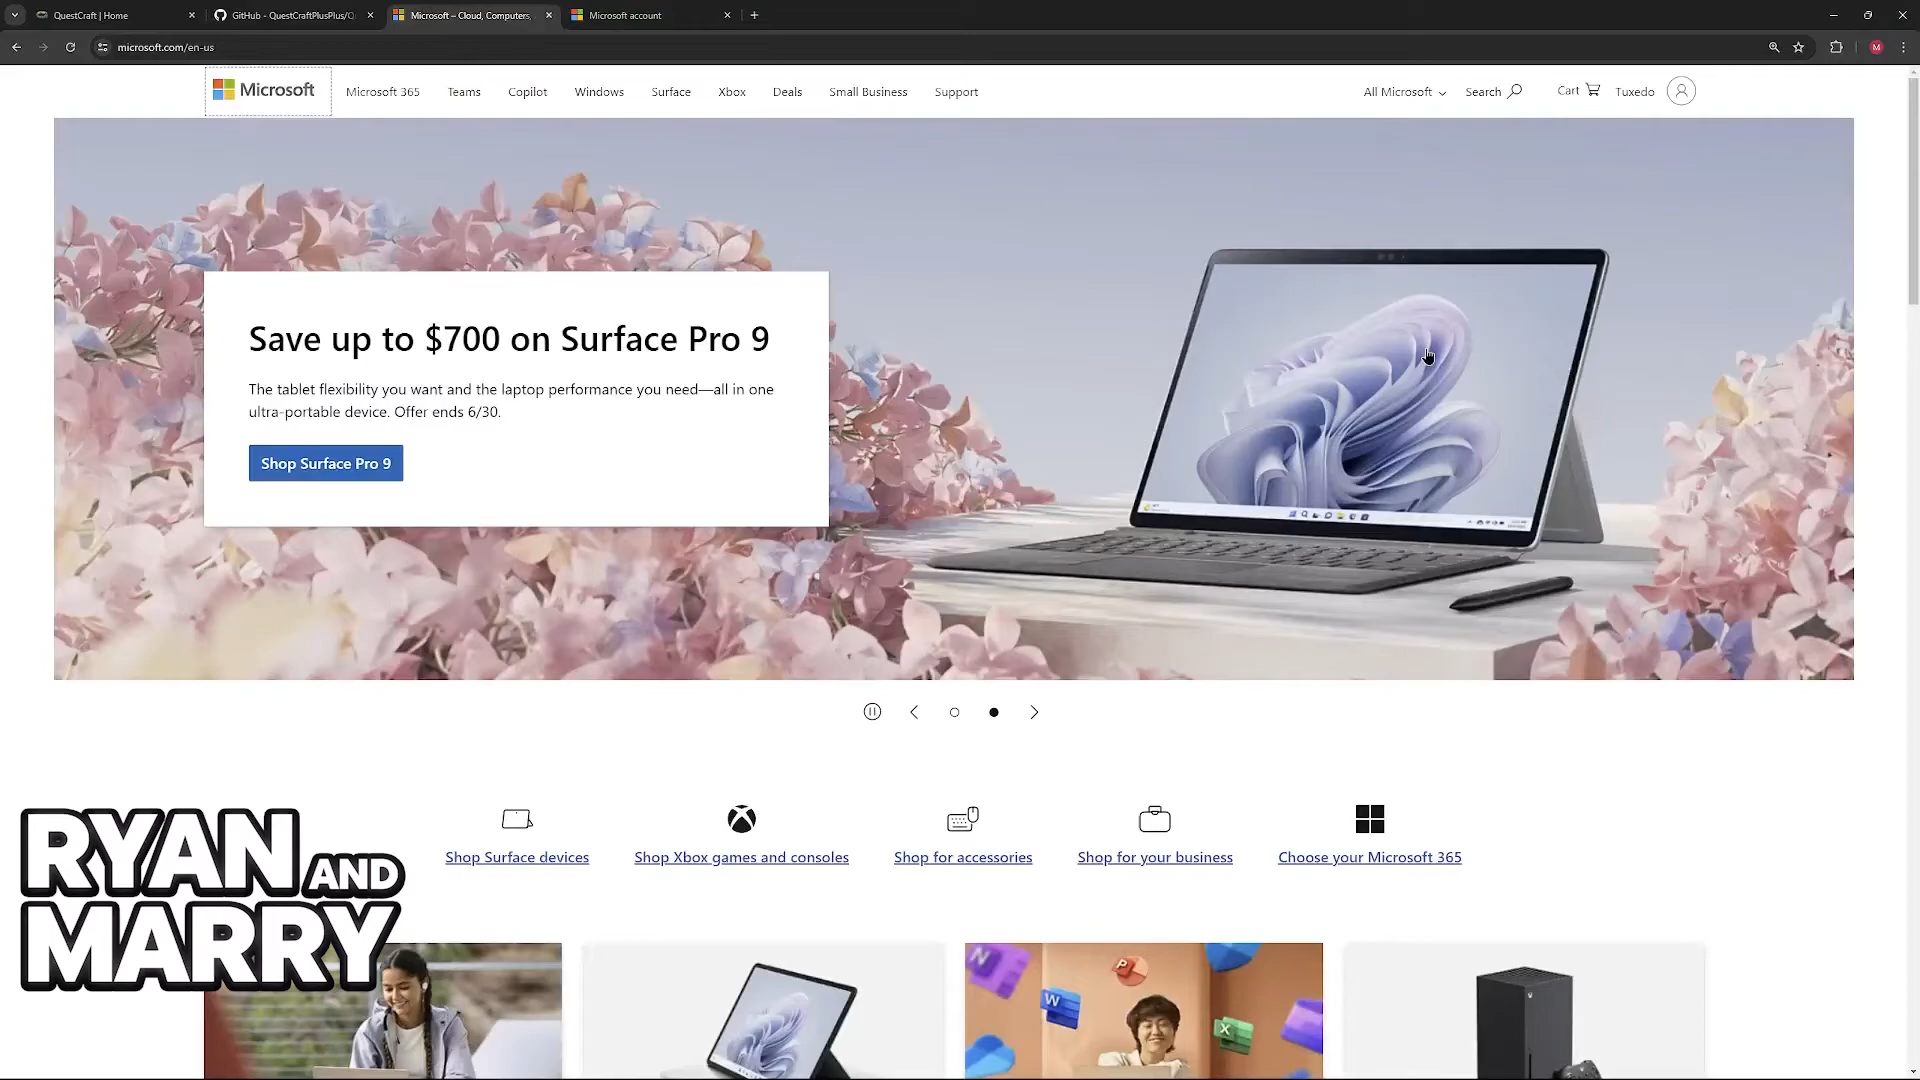 QuestCraft | Home
GitHub - QuestCraftPlusPlus/Q
Microsoft – Cloud, Computers,
Microsoft account
microsoft.com/en-us
M
Microsoft
Microsoft 365
Teams
Copilot
Windows
Surface
Xbox
Deals
Small Business
Support
All Microsoft
Search
Cart
Tuxedo
Save up to $700 on Surface Pro 9
The tablet flexibility you want and the laptop performance you need—all in one
ultra-portable device. Offer ends 6/30.
Shop Surface Pro 9
Shop Surface devices
Shop Xbox games and consoles
Shop for accessories
Shop for your business
Choose your Microsoft 365
RYAN AND
MARRY
N
P
W
X